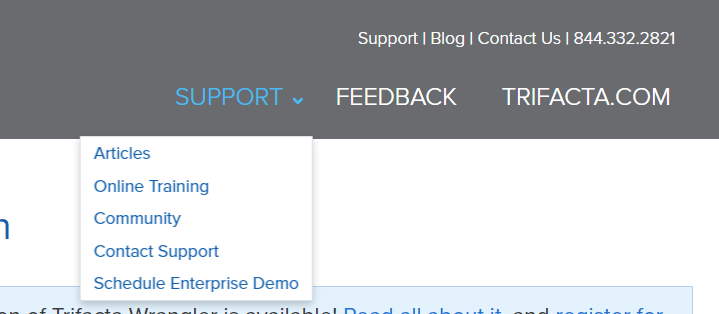 Support | Blog | Contact Us | 844.332.2821
SUPPORT FEEDBACK TRIFACTA.COM
Articles
Online Training
Community
Contact Support
Schedule Enterprise Demo
of Trifacta Wrangler is available! Read all about it, and register for